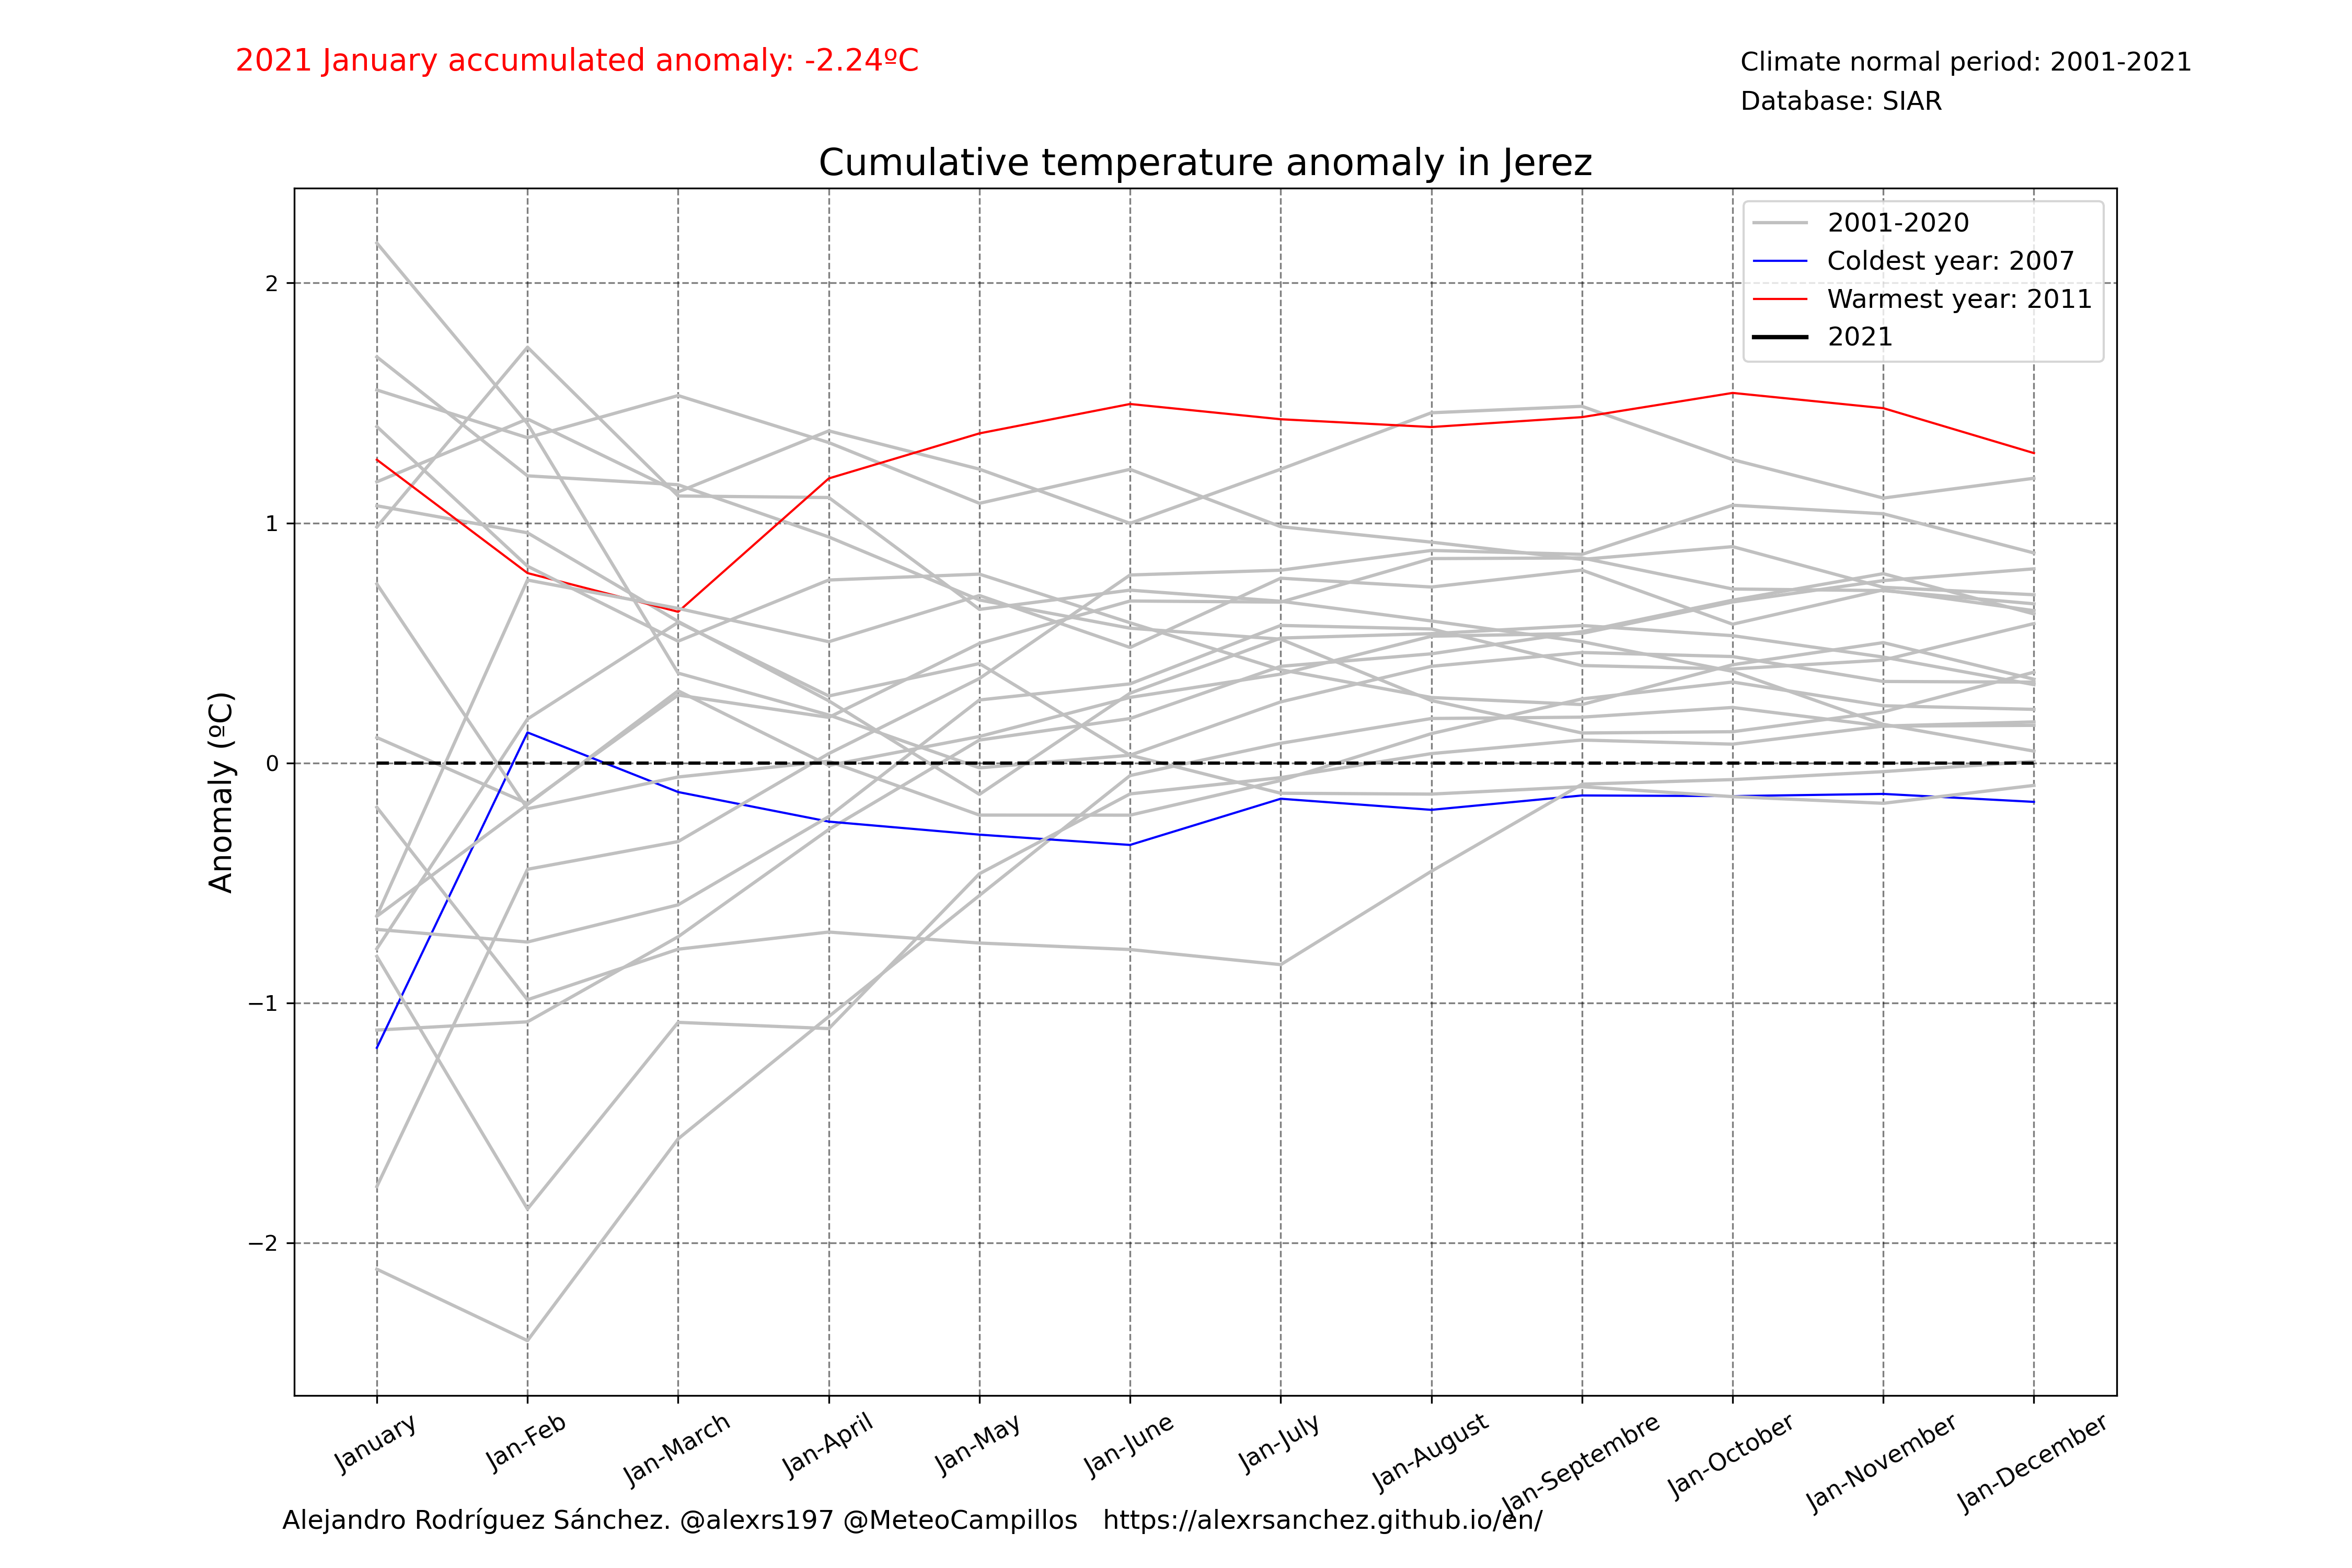 2021 January accumulated anomaly: -2.24ºC
Climate normal period: 2001-2021
Database: SIAR
Cumulative temperature anomaly in Jerez
2001-2020
Coldest year: 2007
Warmest year: 2011
2021
Anomaly (ºC)
2
1
0
−1
−2
January
Jan-Feb
Jan-March
Jan-April
Jan-May
Jan-June
Jan-July
Jan-August
Jan-Septembre
Jan-October
Jan-November
Jan-December
Alejandro Rodríguez Sánchez. @alexrs197 @MeteoCampillos   https://alexrsanchez.github.io/en/